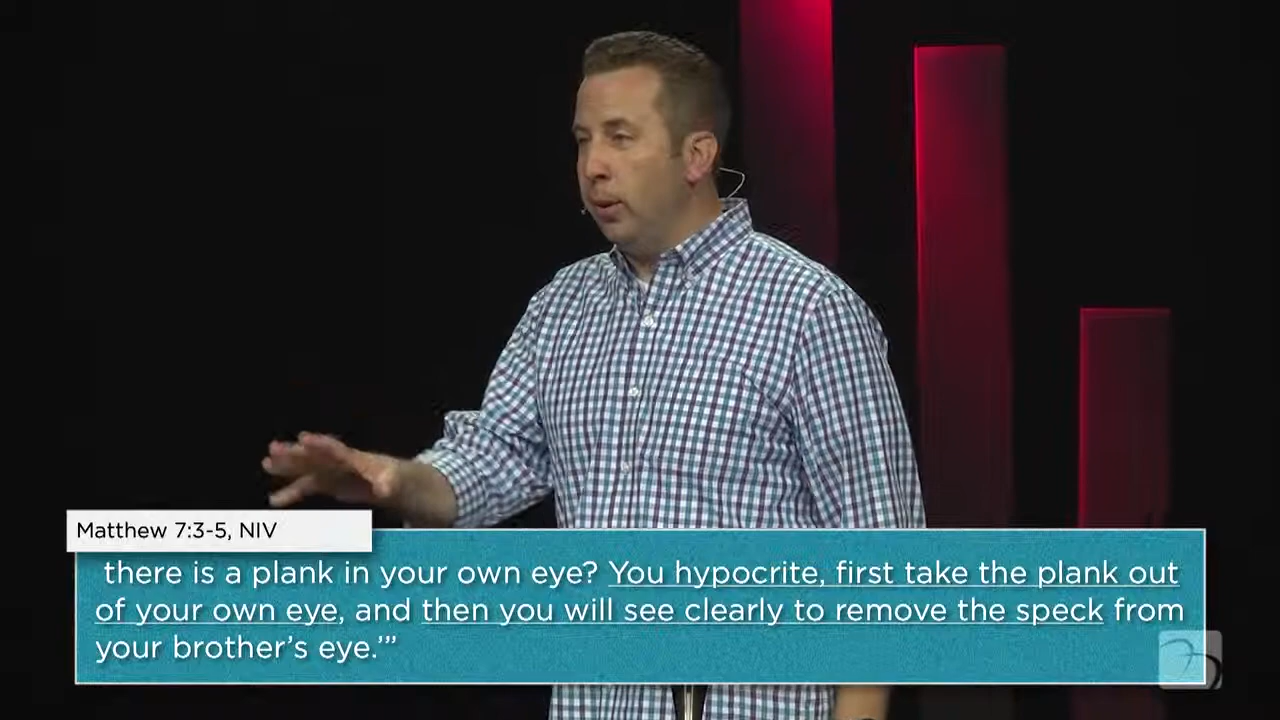 Matthew 7:3-5, NIV
there is a plank in your own eye? You hypocrite, first take the plank out
of your own eye, and then you will see clearly to remove the speck from
your brother's eye.'”